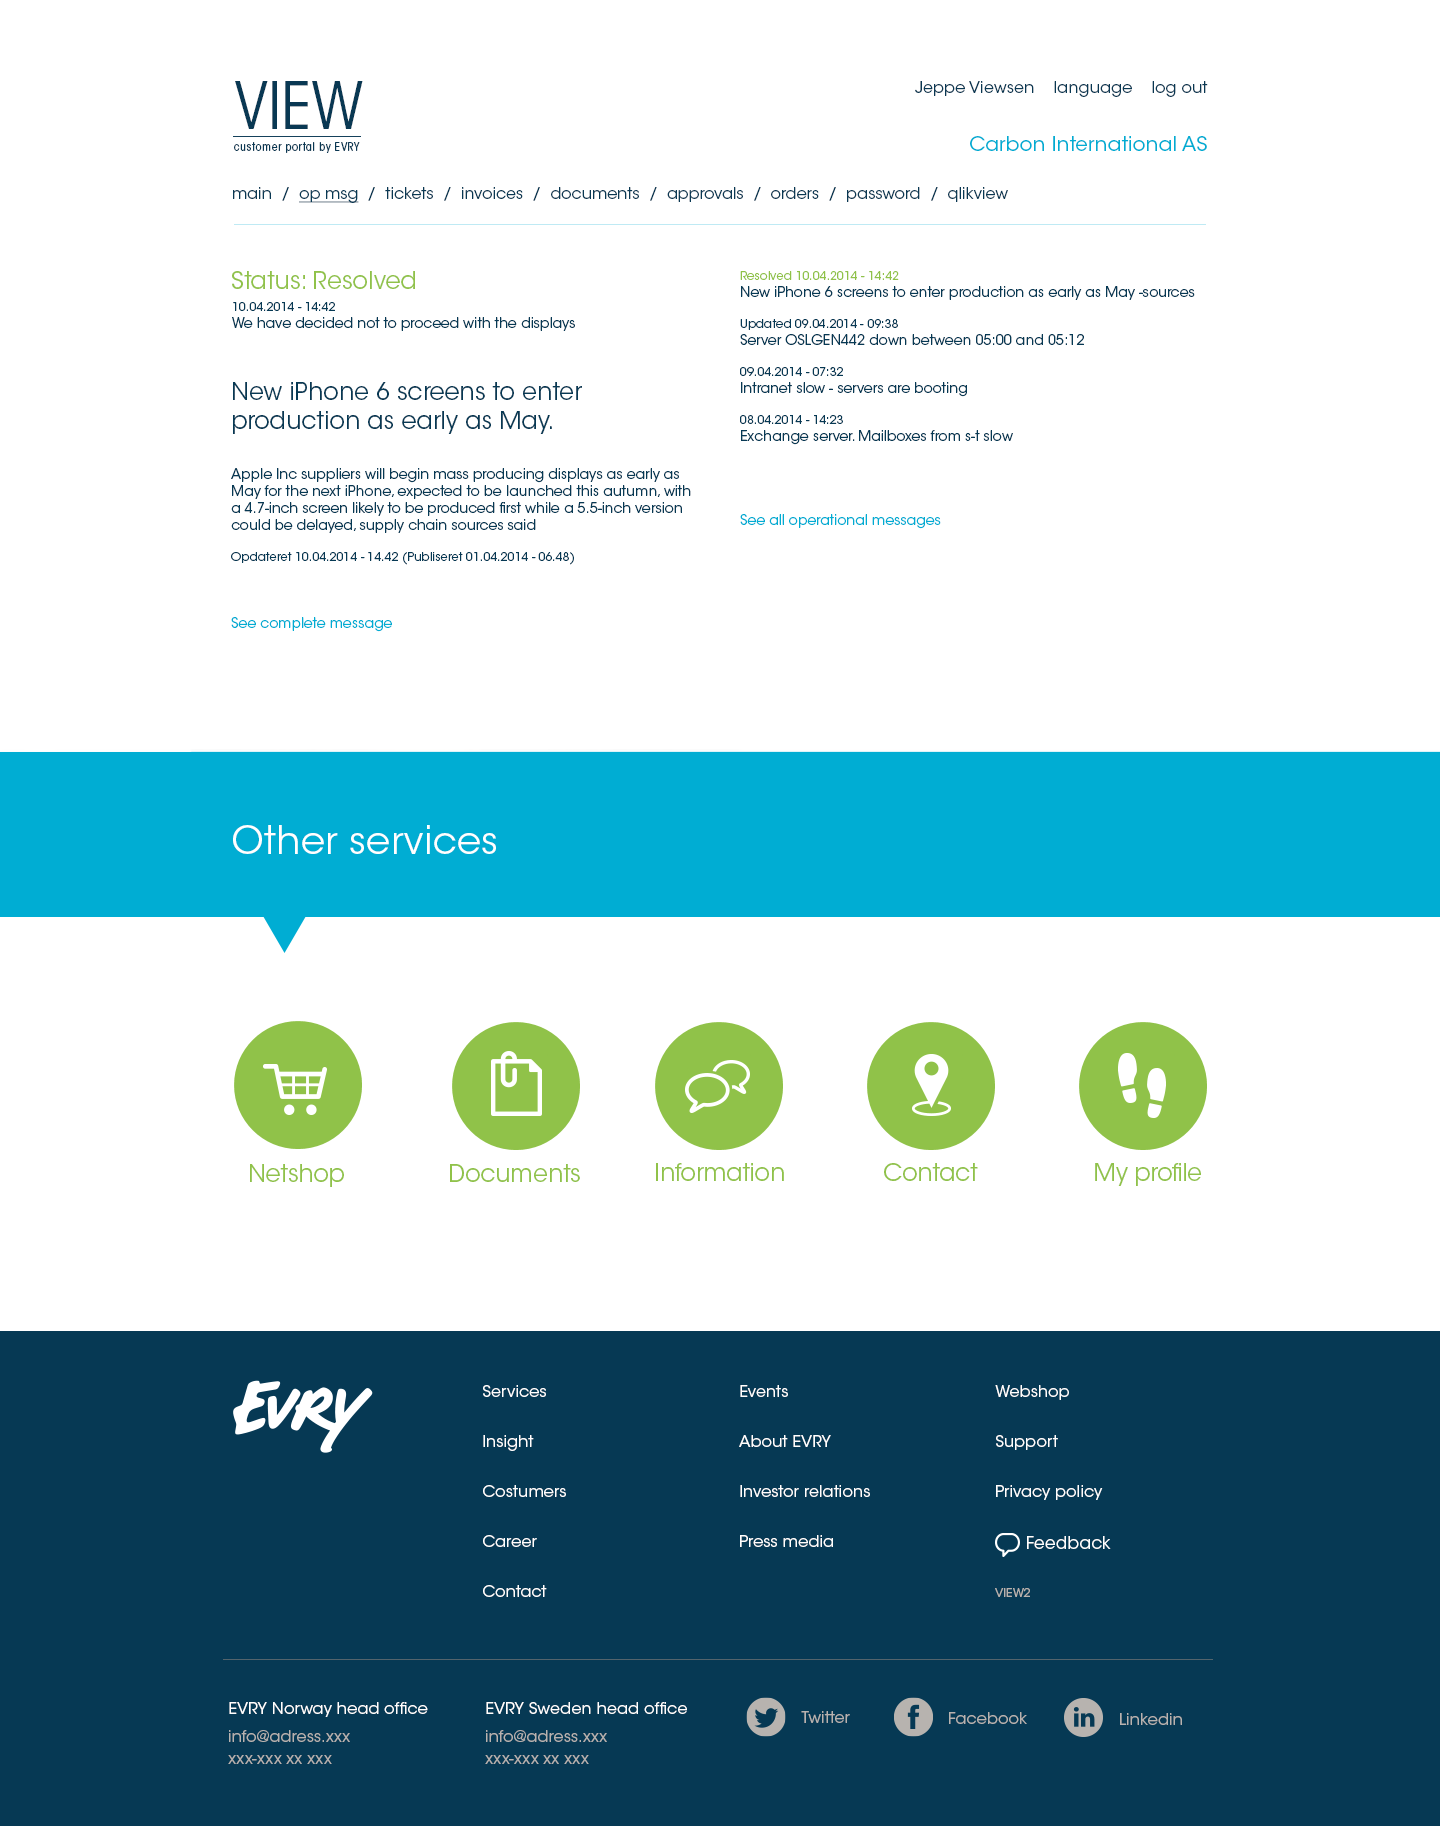 VIEW
customer portal by EVRY
Jeppe Viewsen language log out
Carbon International AS
main / op msg / tickets / invoices / documents / approvals / orders / password / qlikview
Status: Resolved
10.04.2014 - 14:42
We have decided not to proceed with the displays
New iPhone 6 screens to enter
production as early as May.
Apple Inc suppliers will begin mass producing displays as early as
May for the next iPhone, expected to be launched this autumn, with
a 4.7-inch screen likely to be produced first while a 5.5-inch version
could be delayed, supply chain sources said
Opdateret 10.04.2014 - 14.42 (Publiseret 01.04.2014 - 06.48)
See complete message
Resolved 10.04.2014 - 14:42
New iPhone 6 screens to enter production as early as May -sources
Updated 09.04.2014 - 09:38
Server OSLGEN442 down between 05:00 and 05:12
09.04.2014 - 07:32
Intranet slow - servers are booting
08.04.2014 - 14:23
Exchange server. Mailboxes from s-t slow
See all operational messages
Other services
Netshop
Documents
Information
Contact
My profile
EVRY
Services
Insight
Costumers
Career
Contact
Events
About EVRY
Investor relations
Press media
Webshop
Support
Privacy policy
Feedback
VIEW2
EVRY Norway head office
info@adress.xxx
xxx-xxx xx xxx
EVRY Sweden head office
info@adress.xxx
xxx-xxx xx xxx
Twitter
f Facebook
in Linkedin